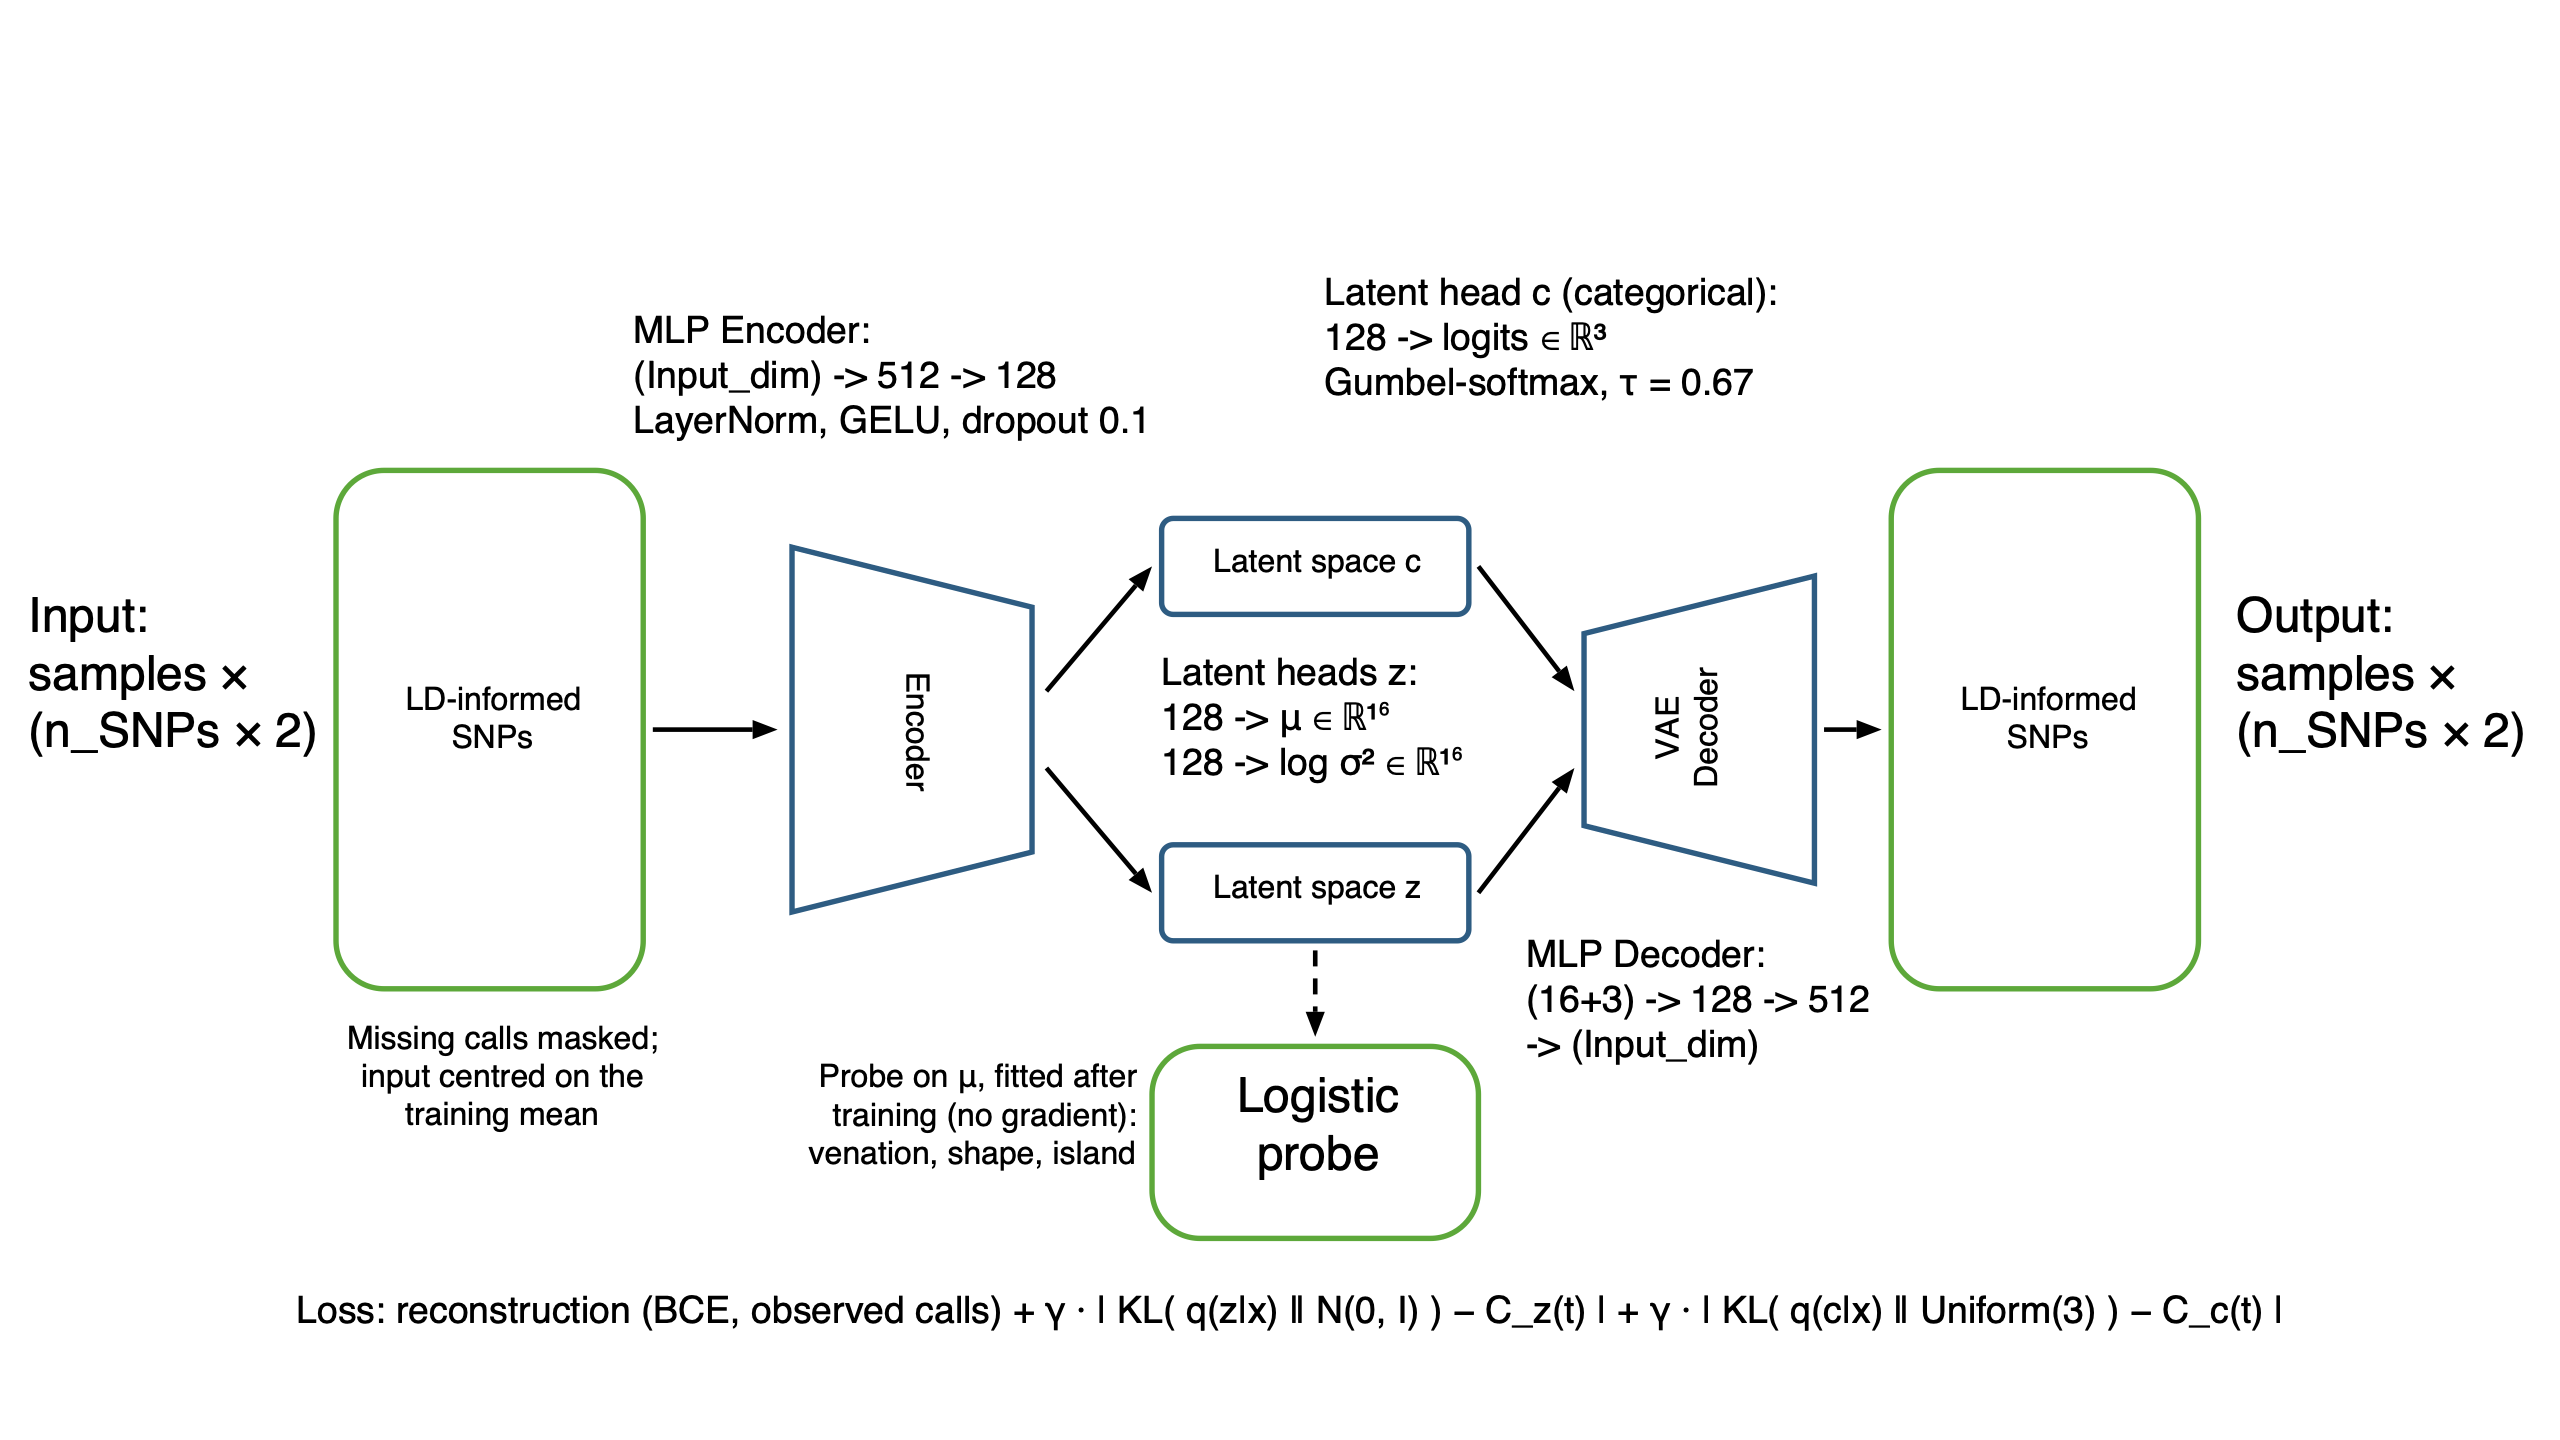 Latent head c (categorical):
128 -> logits ∈ ℝ³
Gumbel-softmax, τ = 0.67
MLP Encoder:
(Input_dim) -> 512 -> 128
LayerNorm, GELU, dropout 0.1
Input:
samples ×
(n_SNPs × 2)
LD-informed
SNPs
Missing calls masked;
input centred on the
training mean
Encoder
Latent space c
Latent heads z:
128 -> μ ∈ ℝ¹⁶
128 -> log σ² ∈ ℝ¹⁶
Latent space z
Probe on μ, fitted after
training (no gradient):
venation, shape, island
Logistic
probe
VAE
Decoder
MLP Decoder:
(16+3) -> 128 -> 512
-> (Input_dim)
LD-informed
SNPs
Output:
samples ×
(n_SNPs × 2)
Loss: reconstruction (BCE, observed calls) + γ · | KL( q(z|x) ‖ N(0, I) ) – C_z(t) | + γ · | KL( q(c|x) ‖ Uniform(3) ) – C_c(t) |